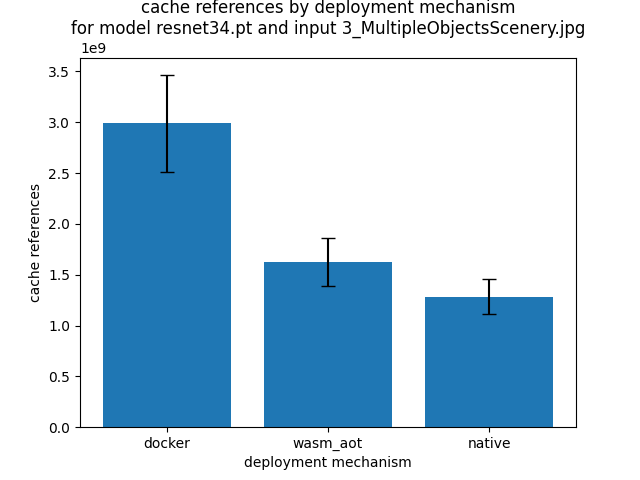 cache references by deployment mechanism
for model resnet34.pt and input 3_MultipleObjectsScenery.jpg
1e9
3.5
3.0
2.5
2.0
1.5
1.0
0.5
0.0
cache references
docker
wasm_aot
native
deployment mechanism